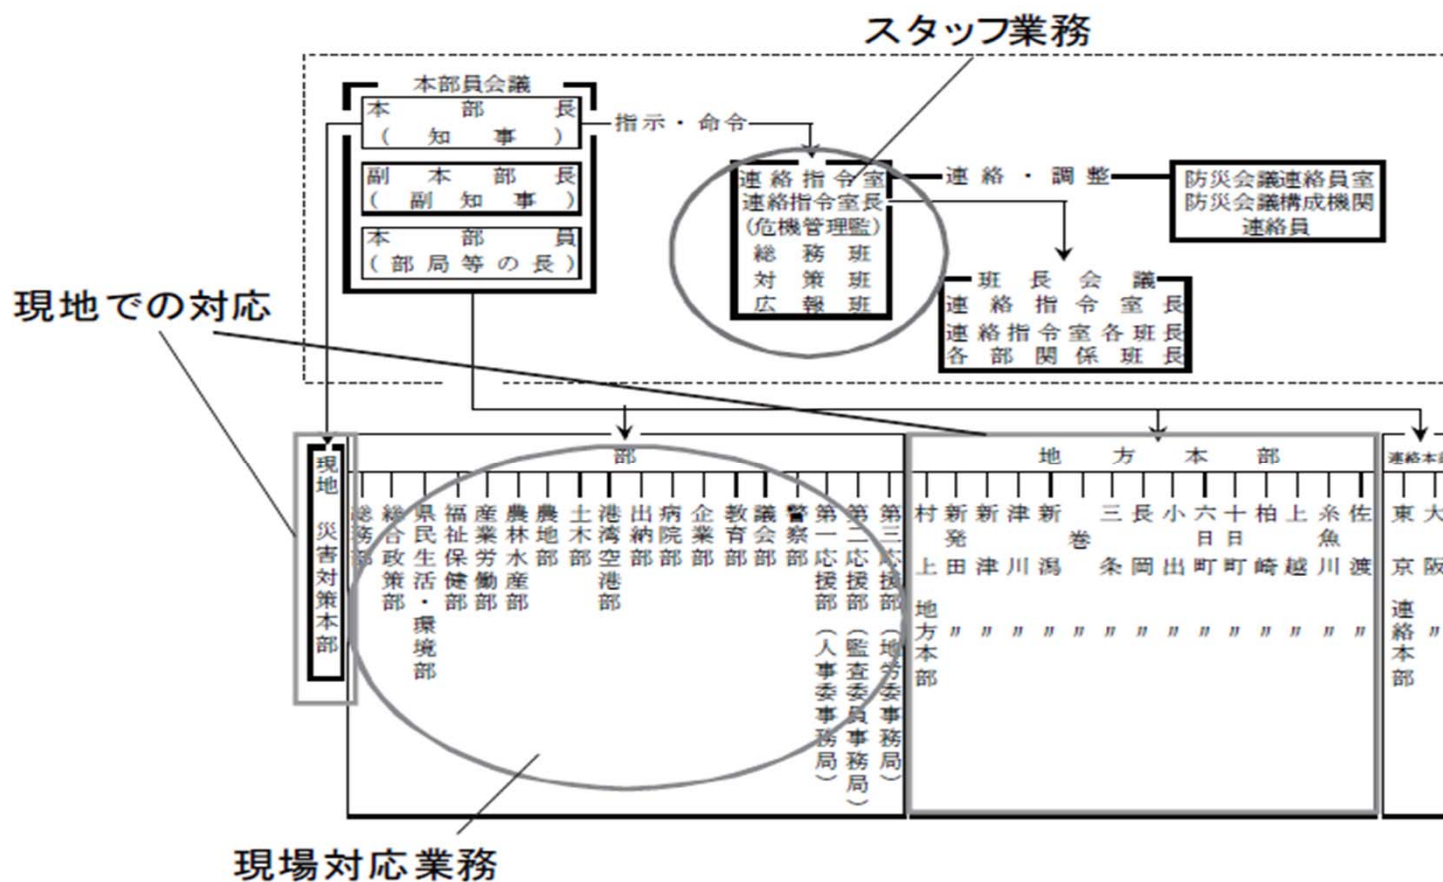 スタッフ業務
本部員会議
本部長
(知事)
副本部長
(副知事)
本部員
(部局等の長)
指示・命令
連絡指令室
連絡指令室長
(危機管理監)
総務班
対策班
広報班
連絡・調整
防災会議連絡員室
防災会議構成機関
連絡員
班長会議
連絡指令室長
連絡指令室各班長
各部関係班長
現地での対応
現地災害対策本部
部
総務部
総合政策部
県民生活・環境部
福祉保健部
産業労働部
農林水産部
農地部
土木部
港湾空港部
出納部
病院部
企業部
教育部
議会部
警察部
第一応援部(人事委事務局)
第二応援部(監査委員事務局)
第三応援部(地労委事務局)
地方本部
村上地方本部
新発田〃
新津〃
津川〃
新潟〃
巻〃
三条〃
長岡〃
小出〃
六日町〃
十日町〃
柏崎〃
上越〃
糸魚川〃
佐渡〃
連絡本部
東京連絡本部
大阪〃
現場対応業務